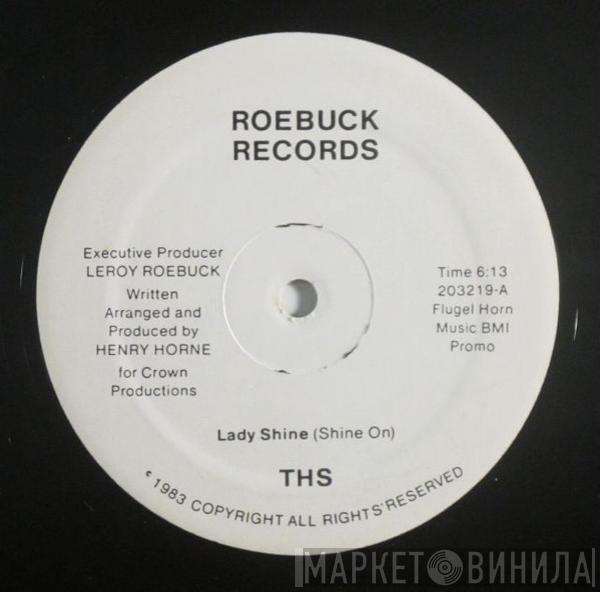 ROEBUCK
RECORDS
Executive Producer
LEROY ROEBUCK
Written
Arranged and
Produced by
HENRY HORNE
for Crown
Productions
Time 6:13
203219-A
Flugel Horn
Music BMI
Promo
Lady Shine (Shine On)
THS
© 1983 COPYRIGHT ALL RIGHTS RESERVED
МАРКЕТ ВИНИЛА